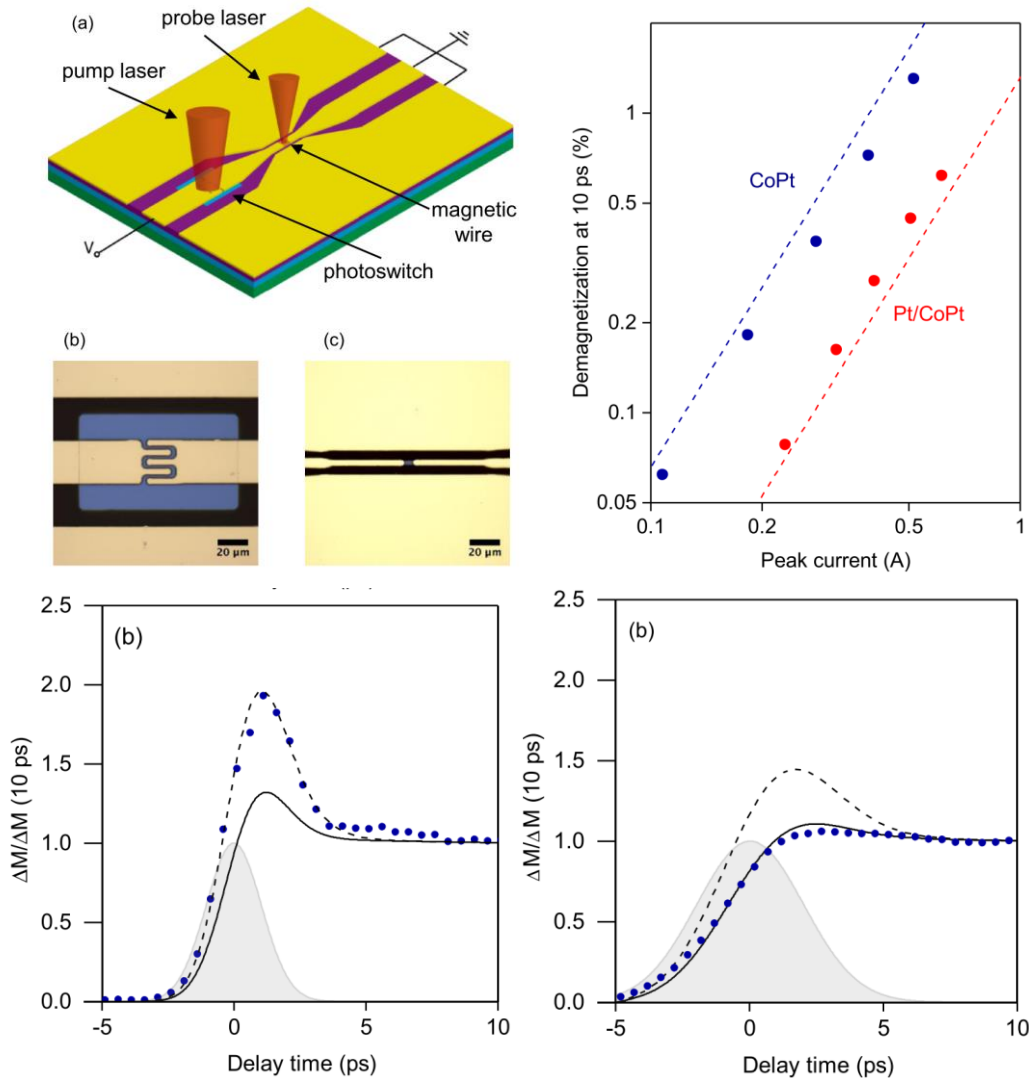 (a)
probe laser
pump laser
magnetic
wire
photoswitch
V
(b)
(c)
20 μm
20 μm
Demagnetization at 10 ps (%)
1
0.5
0.2
0.1
0.05
CoPt
Pt/CoPt
0.1
0.2
0.5
1
Peak current (A)
2.5
2.0
1.5
1.0
0.5
0.0
(b)
ΔM/ΔM (10 ps)
-5
0
5
10
Delay time (ps)
2.5
2.0
1.5
1.0
0.5
0.0
(b)
ΔM/ΔM (10 ps)
-5
0
5
10
Delay time (ps)